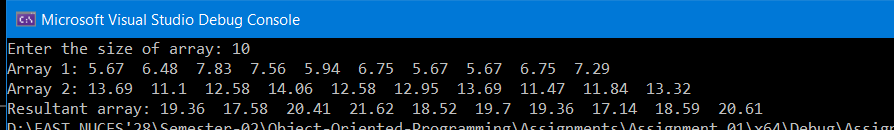 Microsoft Visual Studio Debug Console
Enter the size of array: 10
Array 1: 5.67  6.48  7.83  7.56  5.94  6.75  5.67  5.67  6.75  7.29
Array 2: 13.69  11.1  12.58  14.06  12.58  12.95  13.69  11.47  11.84  13.32
Resultant array: 19.36  17.58  20.41  21.62  18.52  19.7  19.36  17.14  18.59  20.61
D:\FAST NUCES'28\Semester-02\Object-Oriented-Programming\Assignments\Assignment 01\x64\Debug\Assig